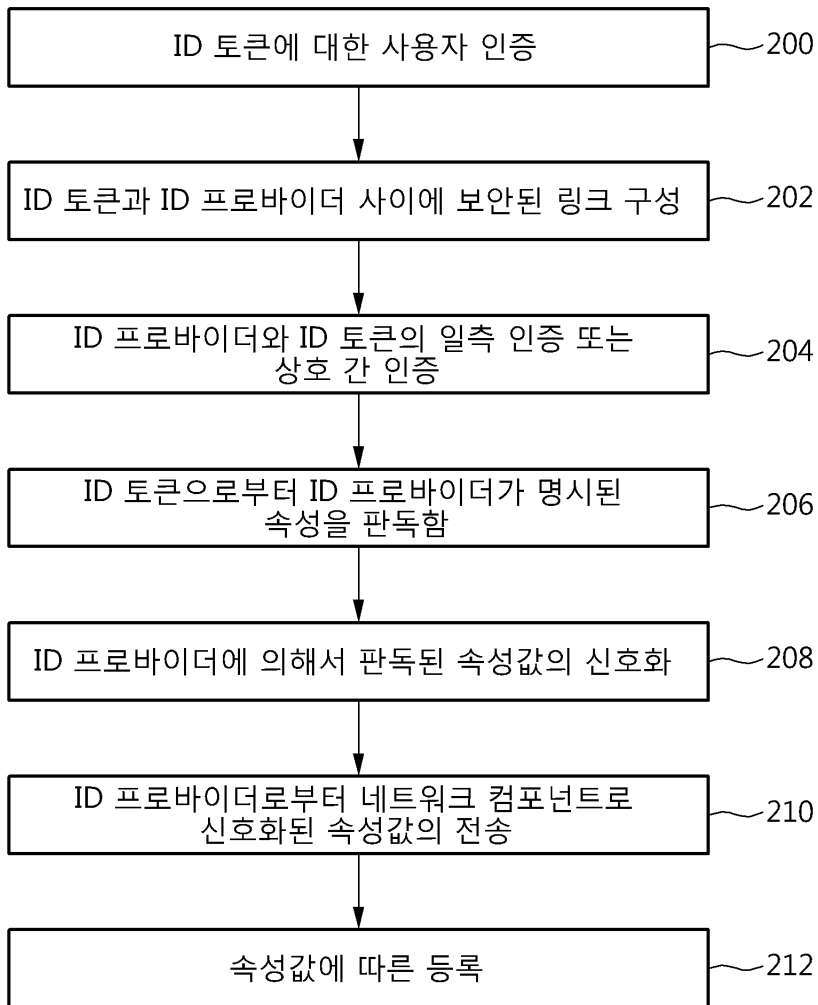 ID 토큰에 대한 사용자 인증
200
ID 토큰과 ID 프로바이더 사이에 보안된 링크 구성
202
ID 프로바이더와 ID 토큰의 일측 인증 또는
상호 간 인증
204
ID 토큰으로부터 ID 프로바이더가 명시된
속성을 판독함
206
ID 프로바이더에 의해서 판독된 속성값의 신호화
208
ID 프로바이더로부터 네트워크 컴포넌트로
신호화된 속성값의 전송
210
속성값에 따른 등록
212